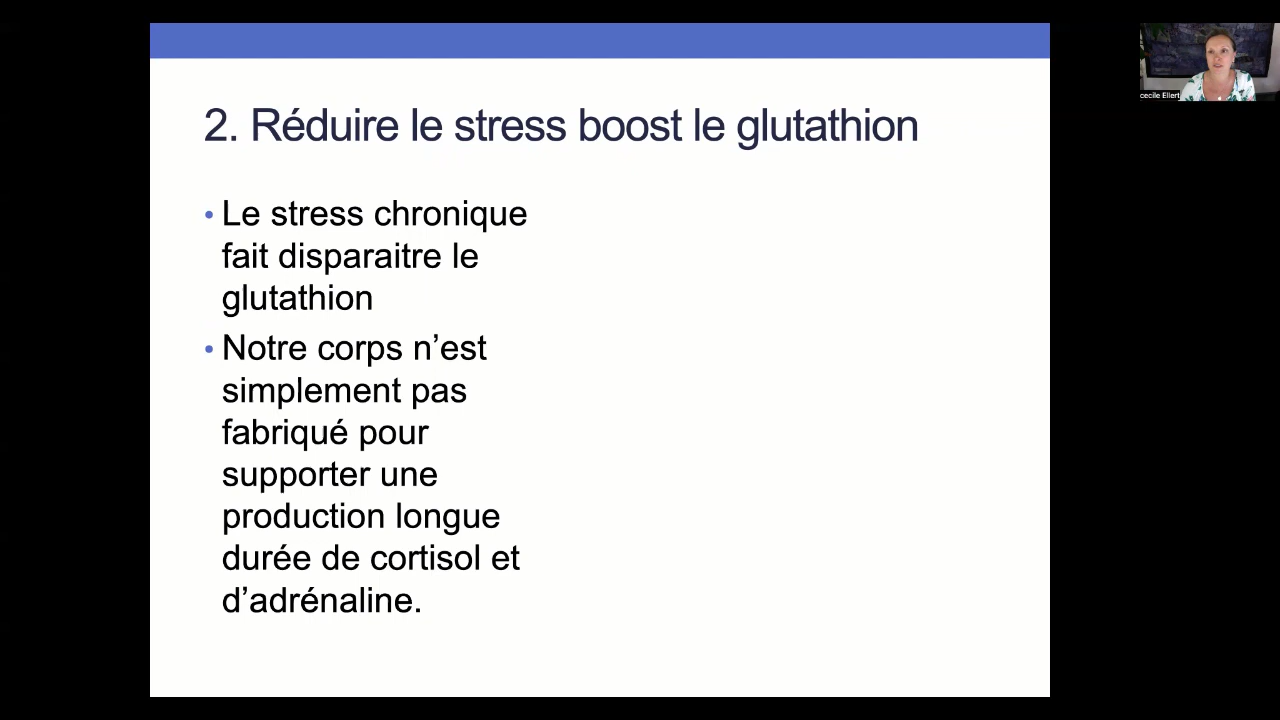 cecile Ellert
2. Réduire le stress boost le glutathion
• Le stress chronique
fait disparaitre le
glutathion
• Notre corps n’est
simplement pas
fabriqué pour
supporter une
production longue
durée de cortisol et
d’adrénaline.